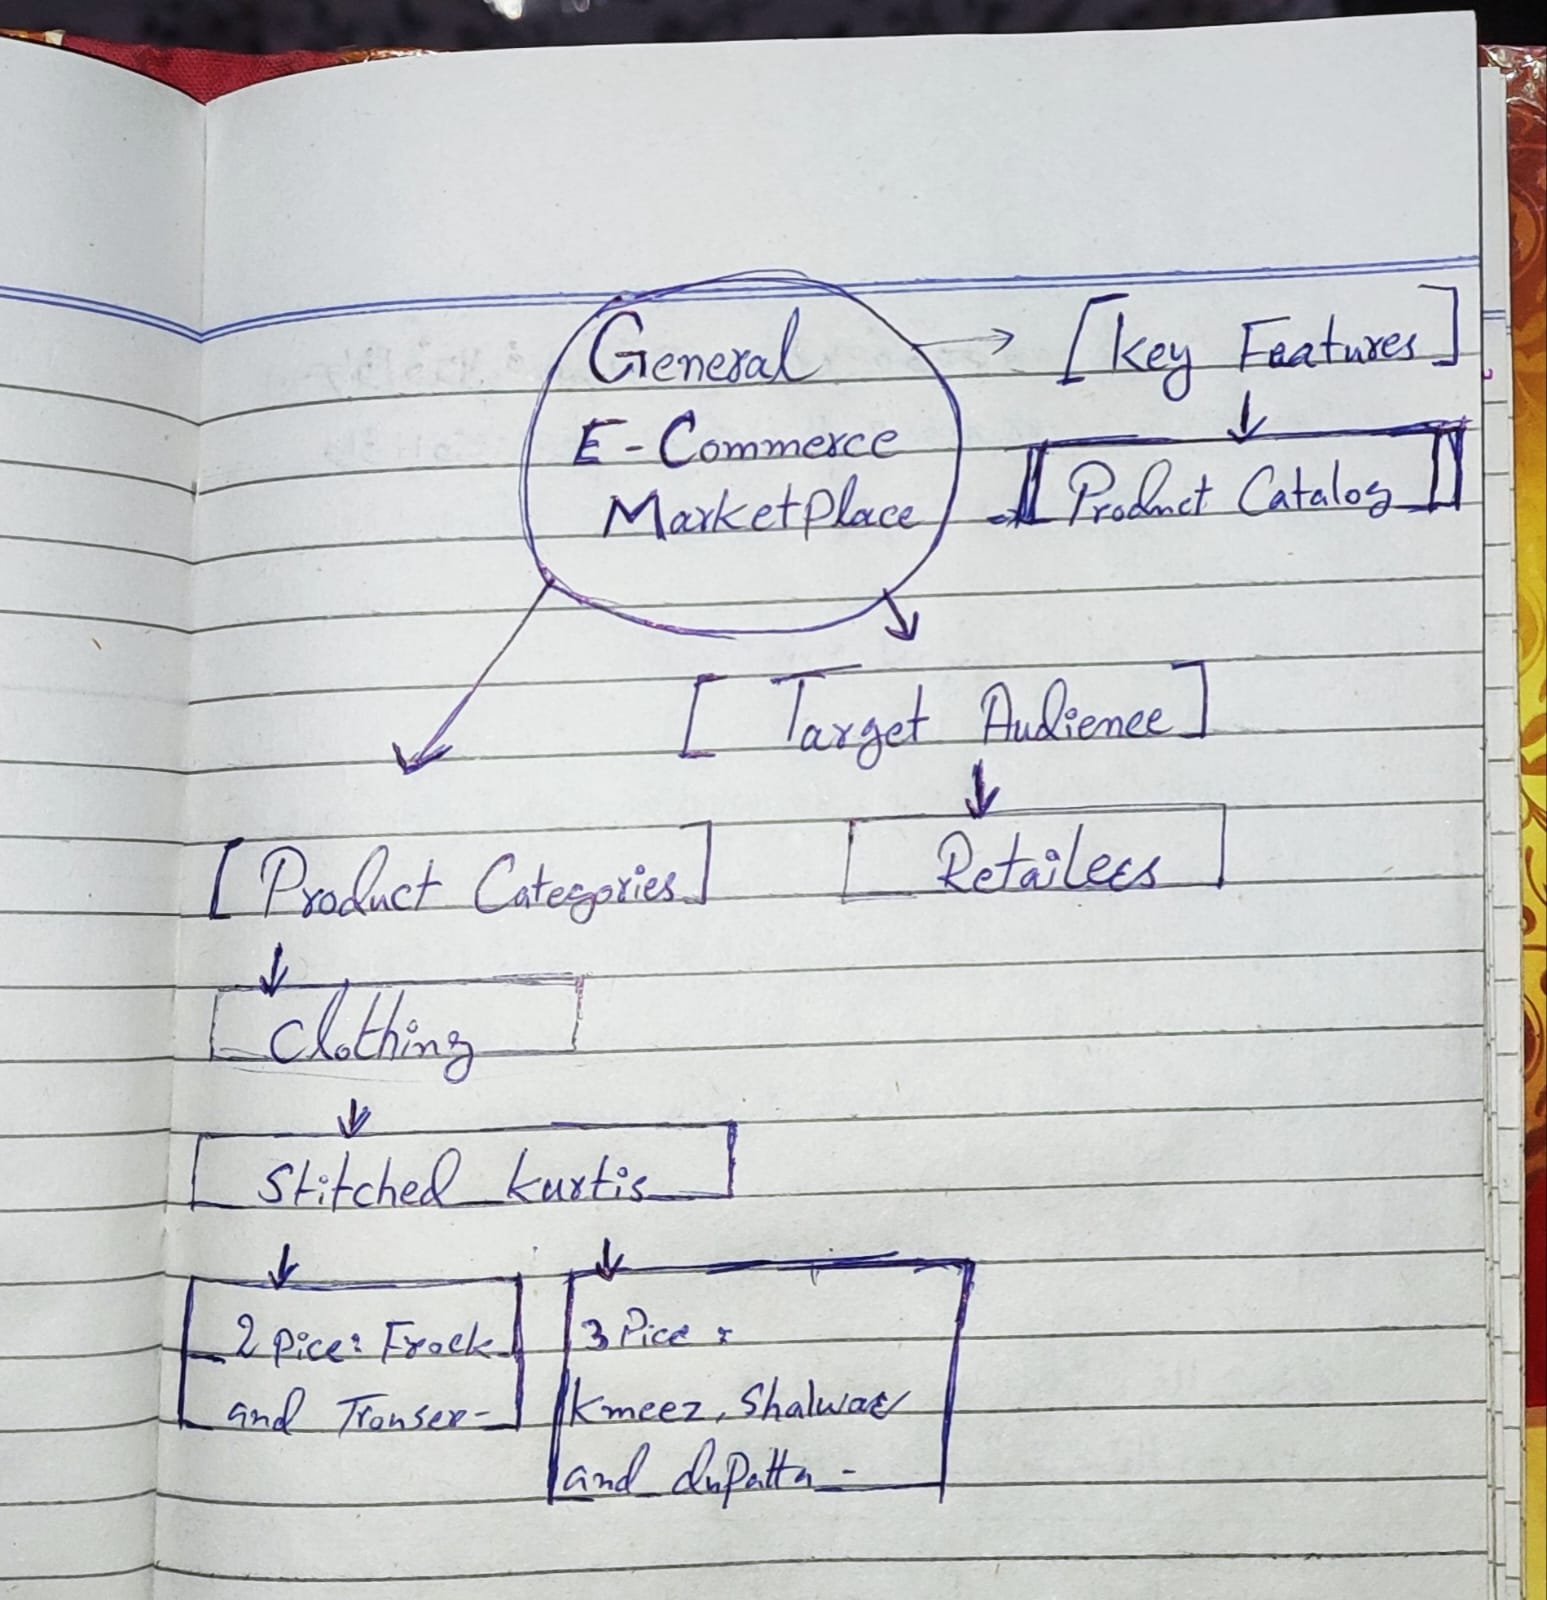 General
E-Commerce
MarketPlace
[Key Features]
Product Catalog
[Target Audience]
Retailers
[Product Categories]
Clothing
Stitched Kurtis
2 pice: Frock
and Trouser-
3 Pice:
Kmeez, Shalwar
and duPatta-